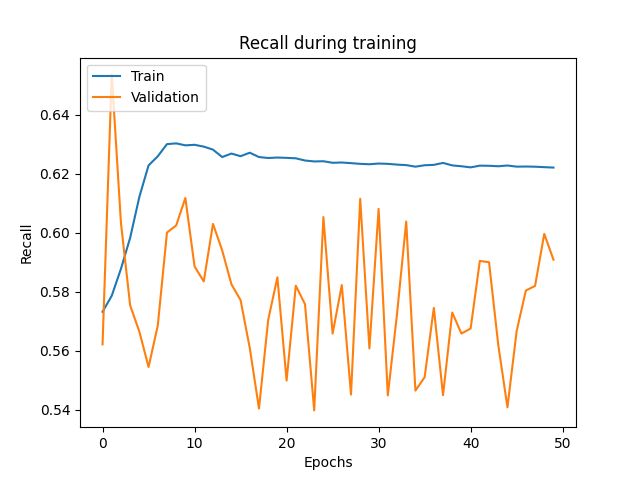 Recall during training
Train
Validation
0.64
0.62
0.60
0.58
0.56
0.54
Recall
0 10 20 30 40 50
Epochs